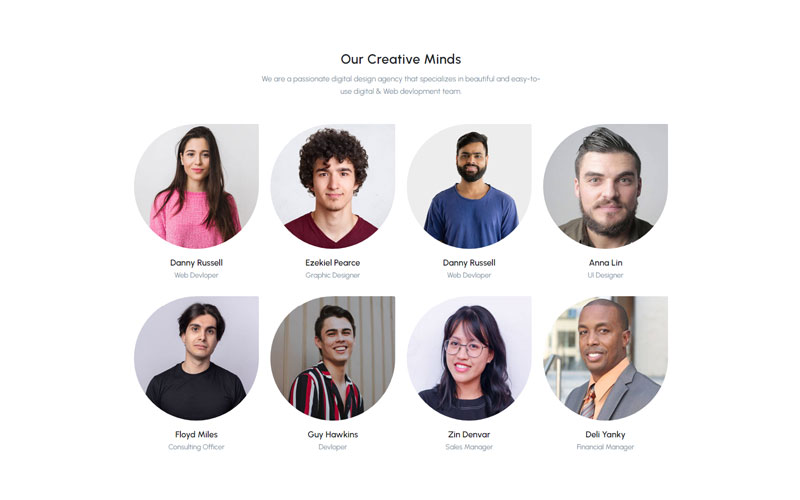 Our Creative Minds
We are a passionate digital design agency that specializes in beautiful and easy-to-
use digital & Web devlopment team.
Danny Russell
Ezekiel Pearce
Danny Russell
Anna Lin
Web Devloper
Graphic Designer
Web Devloper
UI Designer
Floyd Miles
Guy Hawkins
Zin Denvar
Deli Yanky
Consulting Officer
Devloper
Sales Manager
Financial Manager